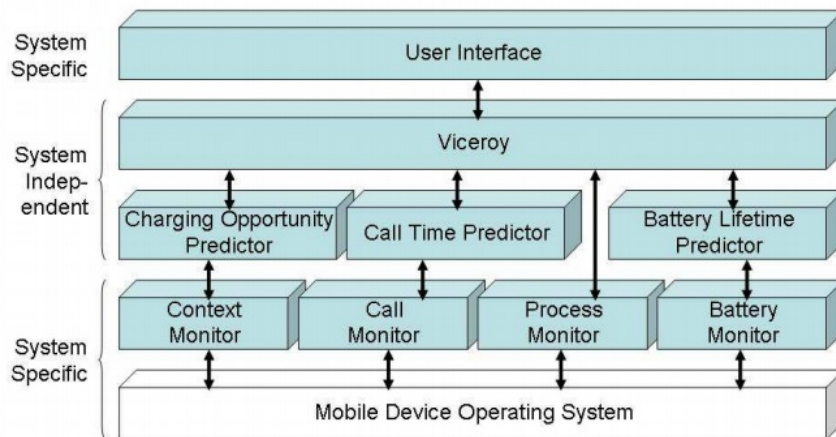 System
Specific
User Interface
Viceroy
System
Indep-
endent
Charging Opportunity
Predictor
Call Time Predictor
Battery Lifetime
Predictor
Context
Monitor
Call
Monitor
Process
Monitor
Battery
Monitor
System
Specific
Mobile Device Operating System